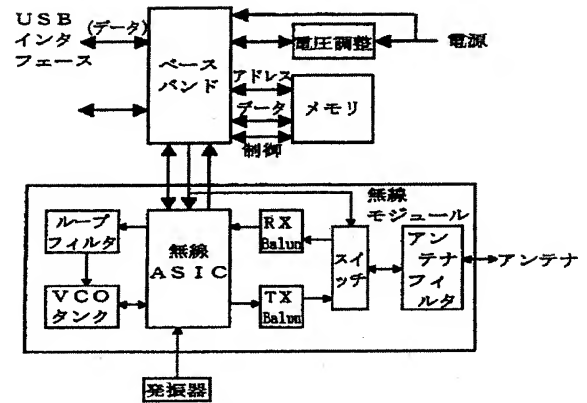 USB
インタ
フェース
(データ)
ベース
バンド
電圧調整
電源
アドレス
データ
制御
メモリ
無線
モジュール
ループ
フィルタ
無線
ASIC
RX
Balun
スイ
ッチ
アン
テナ
フィ
ルタ
アンテナ
VCO
タンク
TX
Balun
発振器